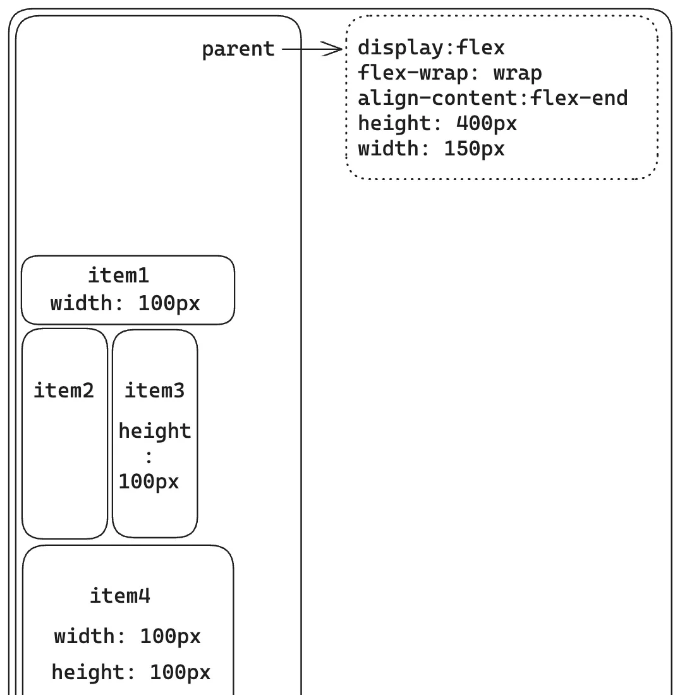 parent
display:flex
flex-wrap: wrap
align-content:flex-end
height: 400px
width: 150px
item1
width: 100px
item2
item3
height
:
100px
item4
width: 100px
height: 100px